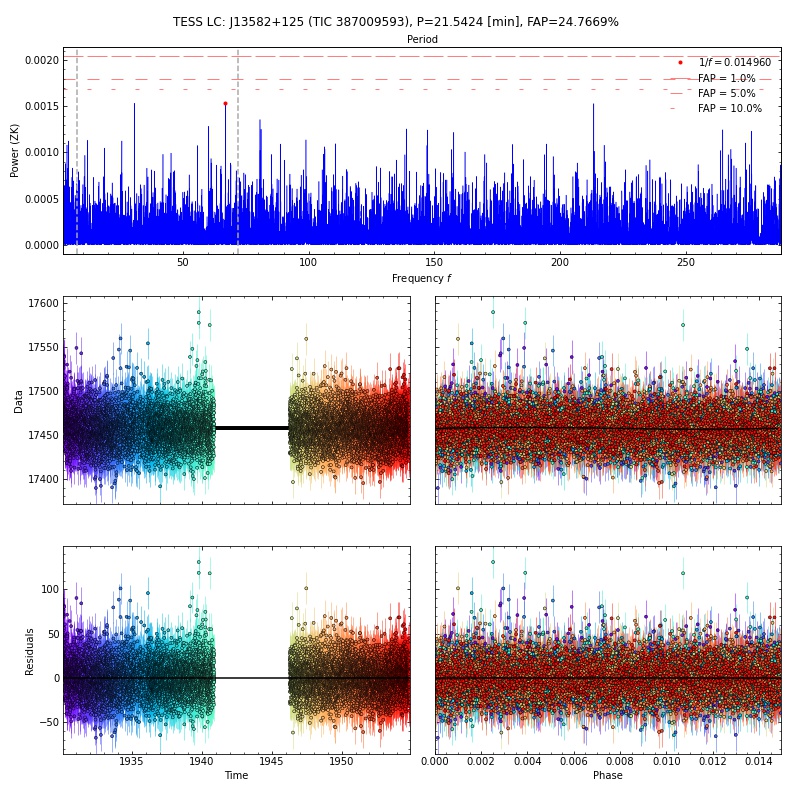 TESS LC: J13582+125 (TIC 387009593), P=21.5424 [min], FAP=24.7669%
Period
1/f = 0.014960
FAP = 1.0%
FAP = 5.0%
FAP = 10.0%
Power (ZK)
0.0020
0.0015
0.0010
0.0005
0.0000
50 100 150 200 250
Frequency f
Data
17600
17550
17500
17450
17400
Residuals
100
50
0
−50
1935 1940 1945 1950
Time
0.000 0.002 0.004 0.006 0.008 0.010 0.012 0.014
Phase